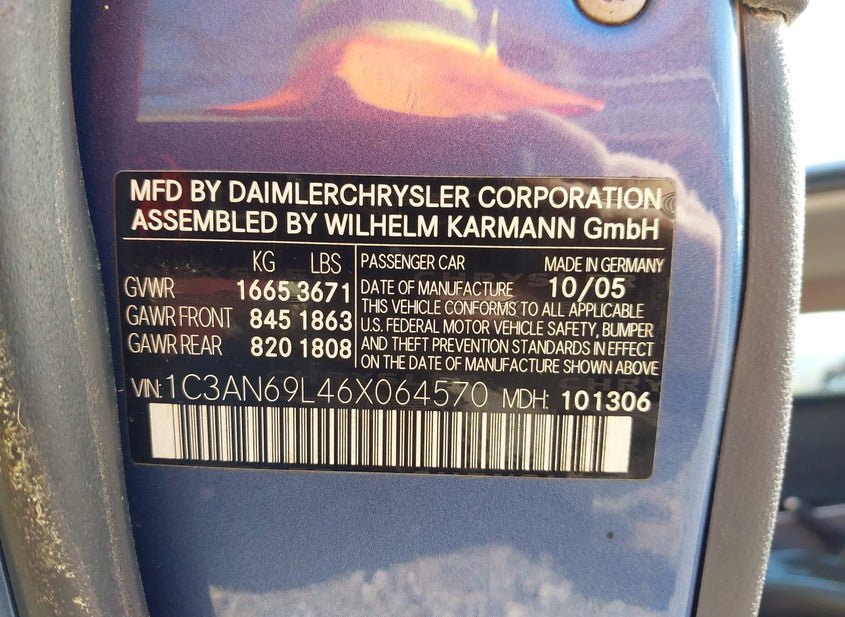 MFD BY DAIMLERCHRYSLER CORPORATION
ASSEMBLED BY WILHELM KARMANN GmbH
KG LBS
GVWR 1665 3671
GAWR FRONT 845 1863
GAWR REAR 820 1808
PASSENGER CAR MADE IN GERMANY
DATE OF MANUFACTURE 10/05
THIS VEHICLE CONFORMS TO ALL APPLICABLE
U.S. FEDERAL MOTOR VEHICLE SAFETY, BUMPER
AND THEFT PREVENTION STANDARDS IN EFFECT
ON THE DATE OF MANUFACTURE SHOWN ABOVE
VIN: 1C3AN69L46X064570 MDH: 101306